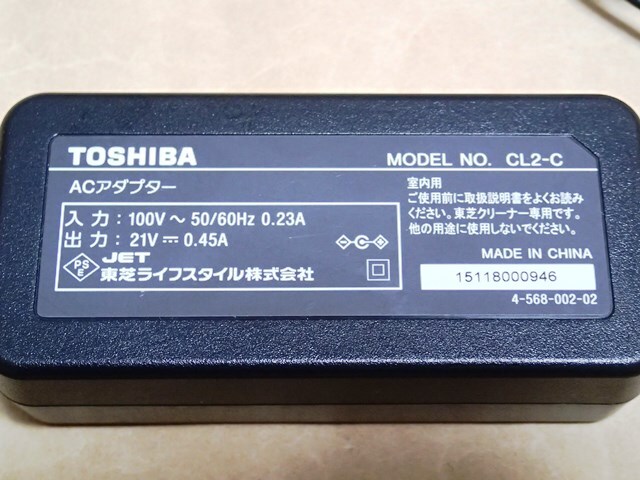 TOSHIBA
MODEL NO. CL2-C
ACアダプター
入力：100V～50/60Hz 0.23A
出力：21V⎓0.45A
PS
E
JET
東芝ライフスタイル株式会社
室内用
ご使用前に取扱説明書をよくお読み
ください。東芝クリーナー専用です。
他の用途に使用しないでください。
MADE IN CHINA
15118000946
4-568-002-02